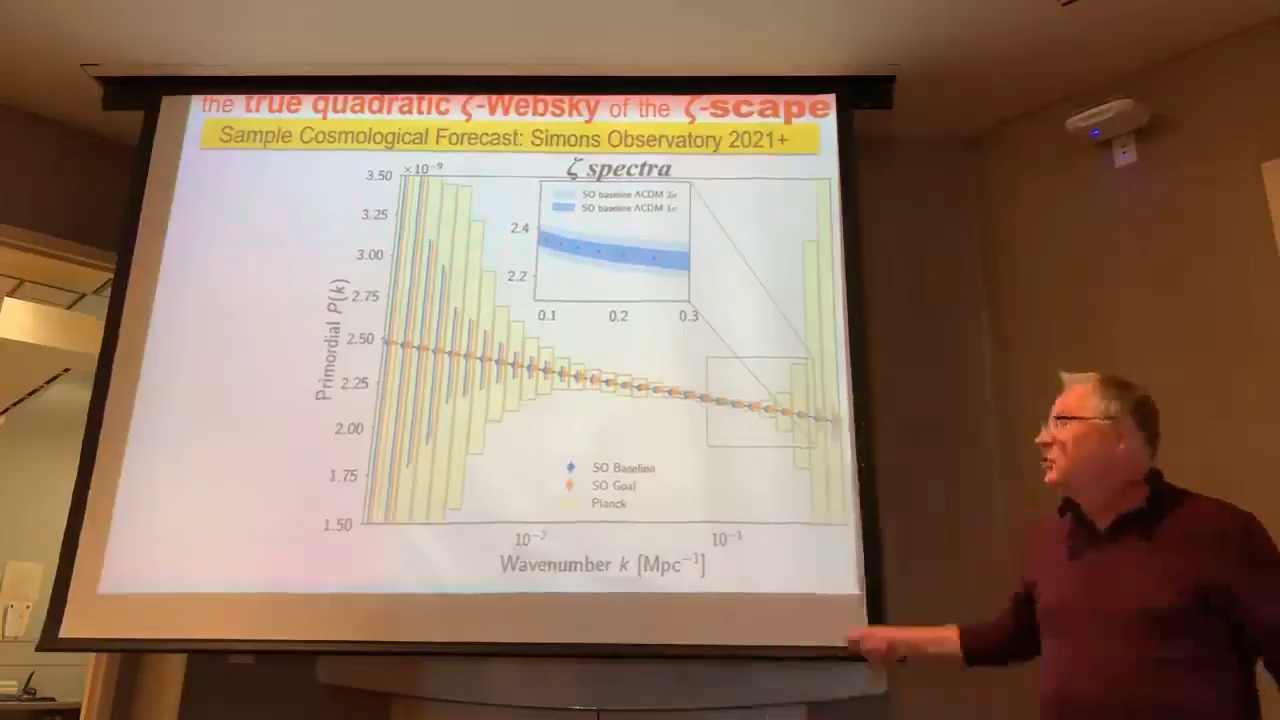 the true quadratic ζ-Websky of the ζ-scape
Sample Cosmological Forecast: Simons Observatory 2021+
ζ spectra
×10⁻⁹
3.50
3.25
3.00
2.75
2.50
2.25
2.00
1.75
1.50
Primordial P(k)
SO baseline ΛCDM 2σ
SO baseline ΛCDM 1σ
2.4
2.2
0.1 0.2 0.3
SO Baseline
SO Goal
Planck
10⁻² 10⁻¹
Wavenumber k [Mpc⁻¹]